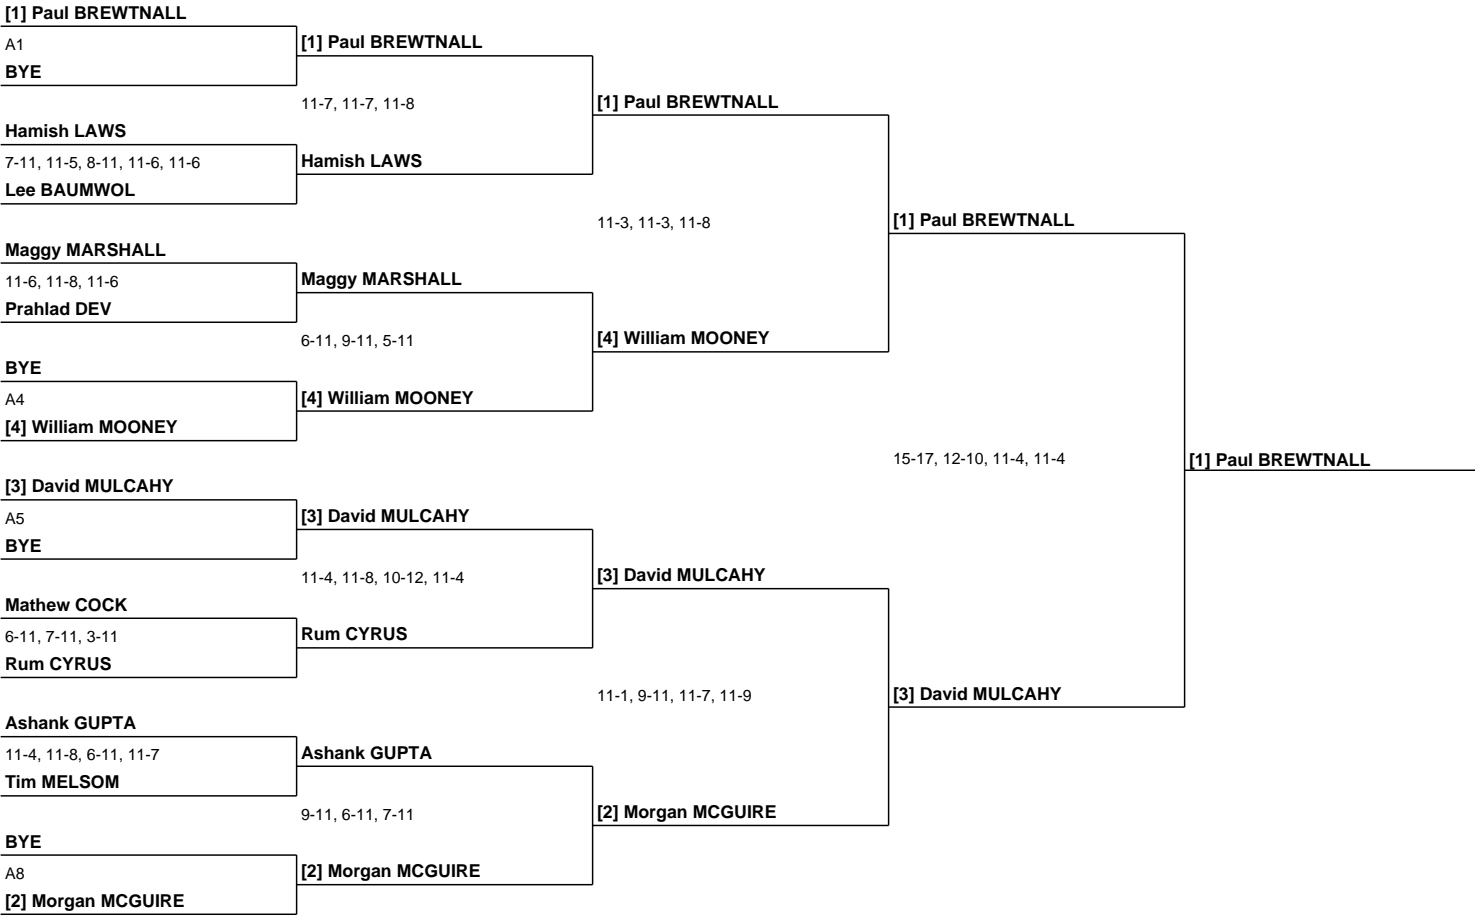 [1] Paul BREWTNALL
A1
BYE
Hamish LAWS
7-11, 11-5, 8-11, 11-6, 11-6
Lee BAUMWOL
Maggy MARSHALL
11-6, 11-8, 11-6
Prahlad DEV
BYE
A4
[4] William MOONEY
[3] David MULCAHY
A5
BYE
Mathew COCK
6-11, 7-11, 3-11
Rum CYRUS
Ashank GUPTA
11-4, 11-8, 6-11, 11-7
Tim MELSOM
BYE
A8
[2] Morgan MCGUIRE
[1] Paul BREWTNALL
11-7, 11-7, 11-8
Hamish LAWS
Maggy MARSHALL
6-11, 9-11, 5-11
[4] William MOONEY
[3] David MULCAHY
11-4, 11-8, 10-12, 11-4
Rum CYRUS
Ashank GUPTA
9-11, 6-11, 7-11
[2] Morgan MCGUIRE
[1] Paul BREWTNALL
11-3, 11-3, 11-8
[4] William MOONEY
[3] David MULCAHY
11-1, 9-11, 11-7, 11-9
[2] Morgan MCGUIRE
[1] Paul BREWTNALL
15-17, 12-10, 11-4, 11-4
[3] David MULCAHY
[1] Paul BREWTNALL